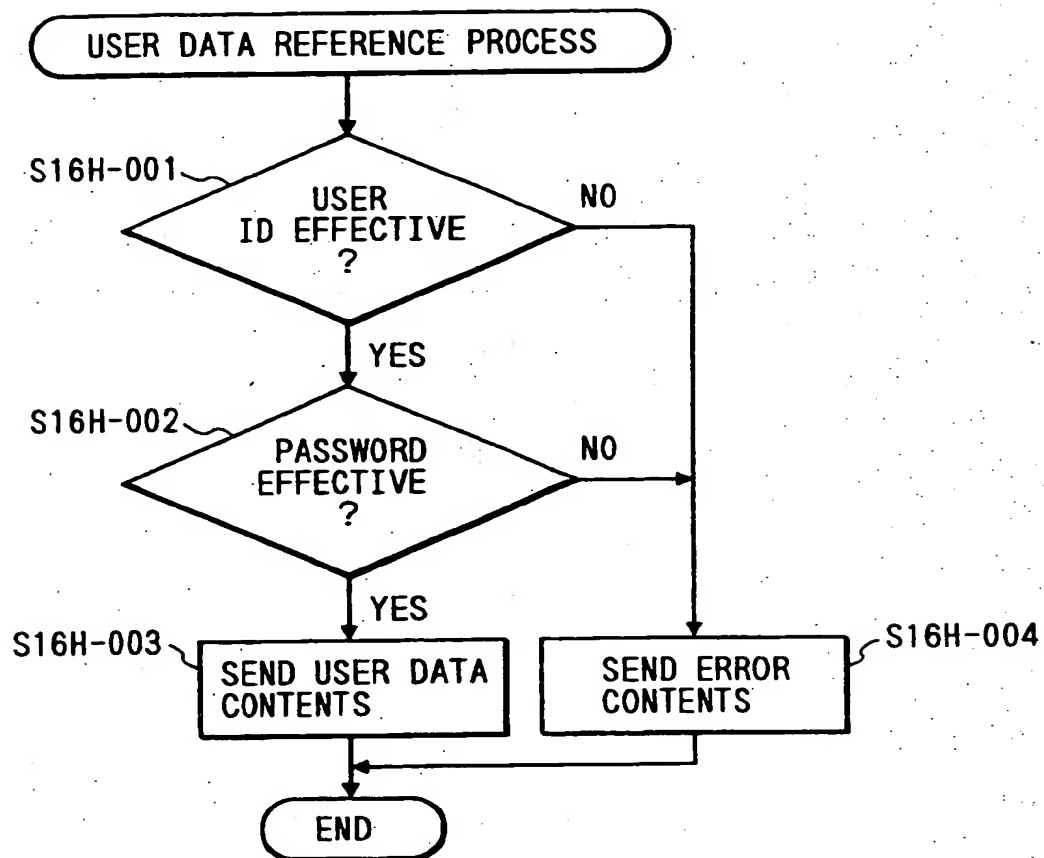 USER DATA REFERENCE PROCESS
S16H-001
USER
ID EFFECTIVE
?
NO
YES
S16H-002
PASSWORD
EFFECTIVE
?
NO
YES
S16H-003
SEND USER DATA
CONTENTS
SEND ERROR
CONTENTS
S16H-004
END